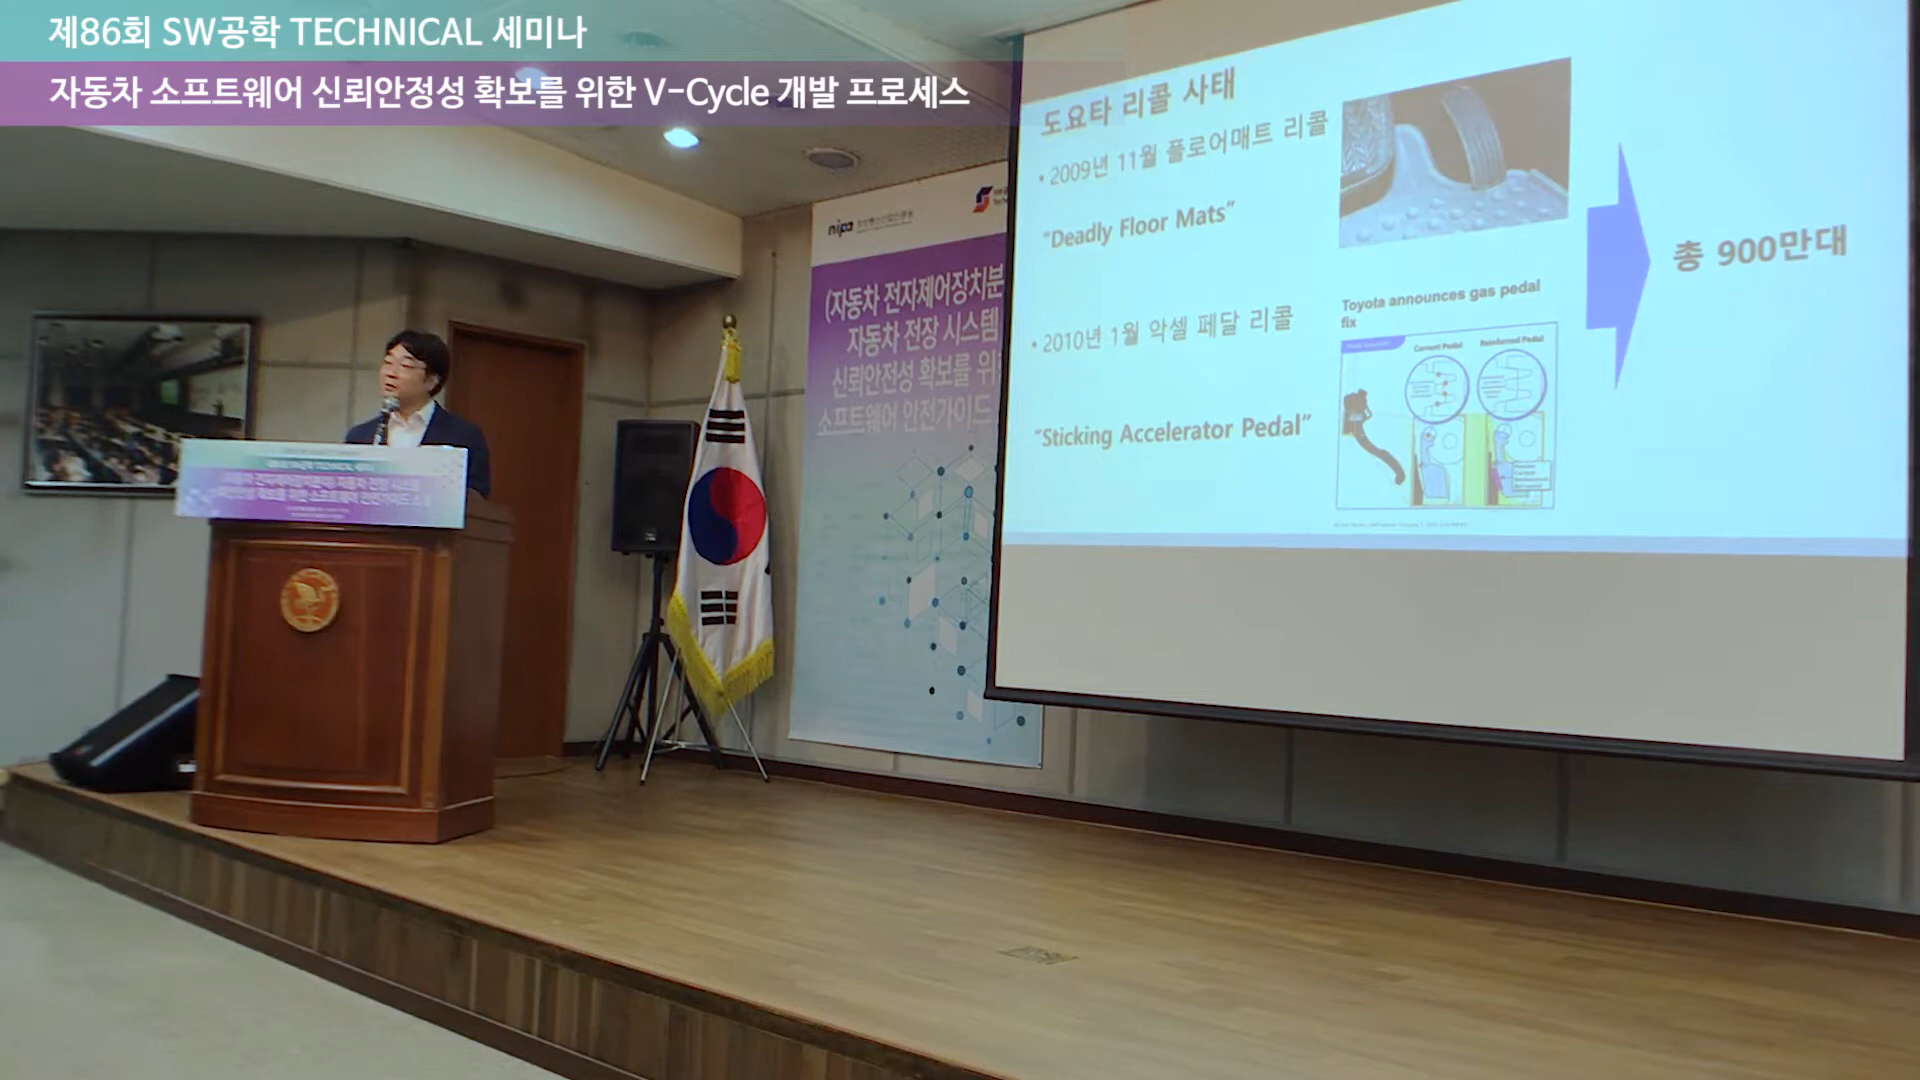 제86회 SW공학 TECHNICAL 세미나
자동차 소프트웨어 신뢰안정성 확보를 위한 V-Cycle 개발 프로세스
nipa
(자동차 전자제어장치분
자동차 전장 시스템
신뢰안전성 확보를 위한
소프트웨어 안전가이드
도요타 리콜 사태
• 2009년 11월 플로어매트 리콜
“Deadly Floor Mats”
• 2010년 1월 악셀 페달 리콜
“Sticking Accelerator Pedal”
Toyota announces gas pedal
fix
Current Pedal
Reinforced Pedal
총 900만대